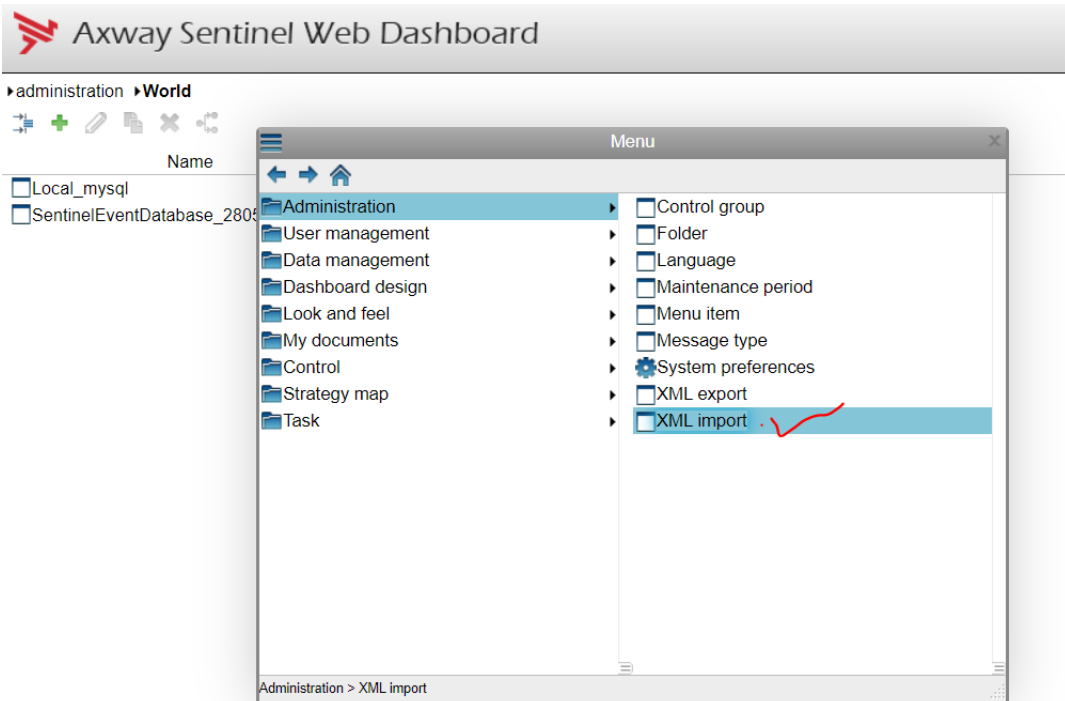 Axway Sentinel Web Dashboard
administration World
Menu
Name
Local_mysql
SentinelEventDatabase_2805
Administration
User management
Data management
Dashboard design
Look and feel
My documents
Control
Strategy map
Task
Control group
Folder
Language
Maintenance period
Menu item
Message type
System preferences
XML export
XML import
Administration > XML import